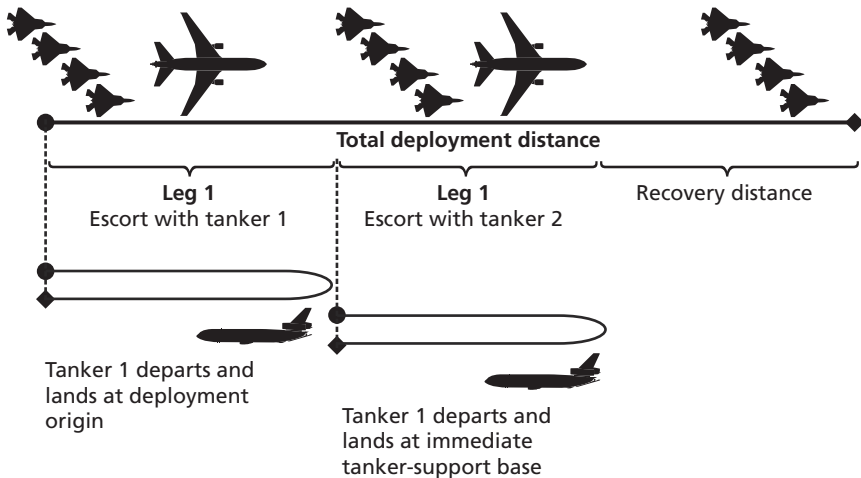 Total deployment distance
Leg 1
Escort with tanker 1
Leg 1
Escort with tanker 2
Recovery distance
Tanker 1 departs and
lands at deployment
origin
Tanker 1 departs and
lands at immediate
tanker-support base